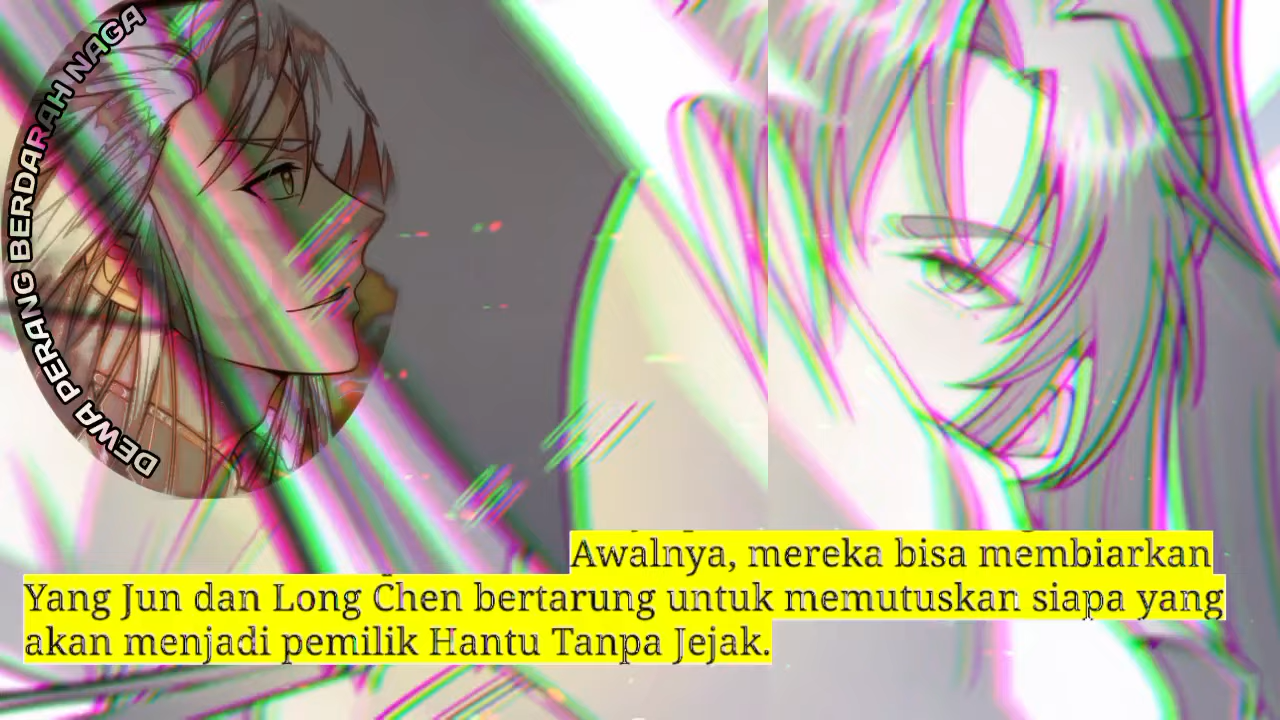 DEWA PERANG BERDARAH NAGA
Awalnya, mereka bisa membiarkan
Yang Jun dan Long Chen bertarung untuk memutuskan siapa yang
akan menjadi pemilik Hantu Tanpa Jejak.